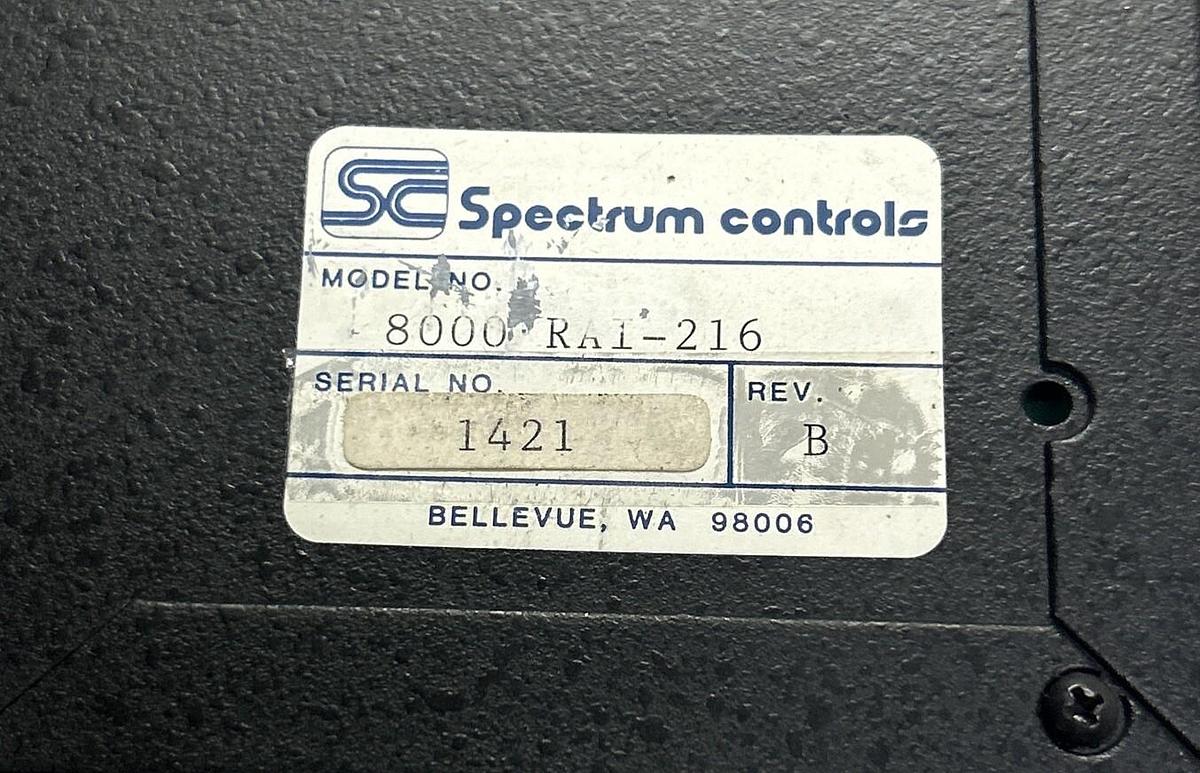 SC Spectrum controls
MODEL NO.
8000 RAI-216
SERIAL NO. REV.
1421 B
BELLEVUE, WA 98006